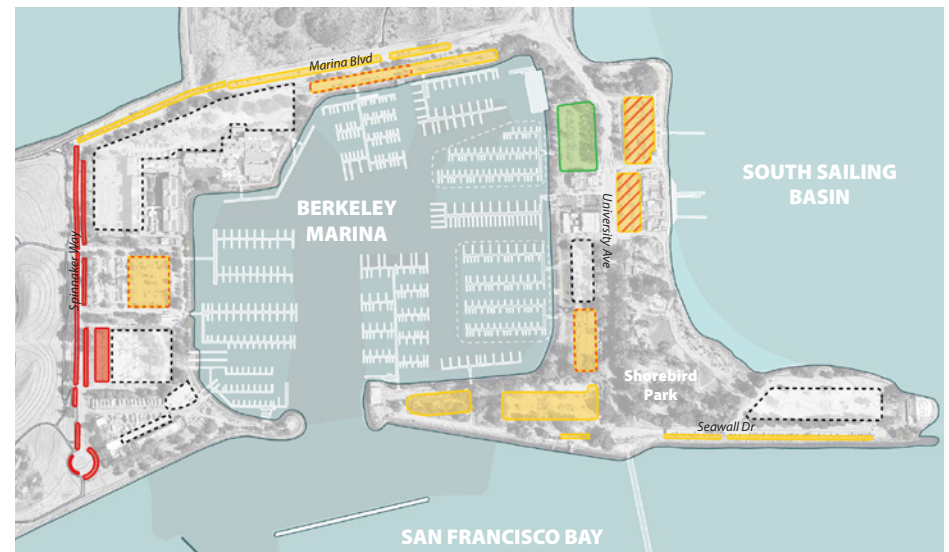 Marina Blvd
SOUTH SAILING
BASIN
BERKELEY
MARINA
University Ave
Spinnaker Way
Shorebird
Park
Seawall Dr
SAN FRANCISCO BAY